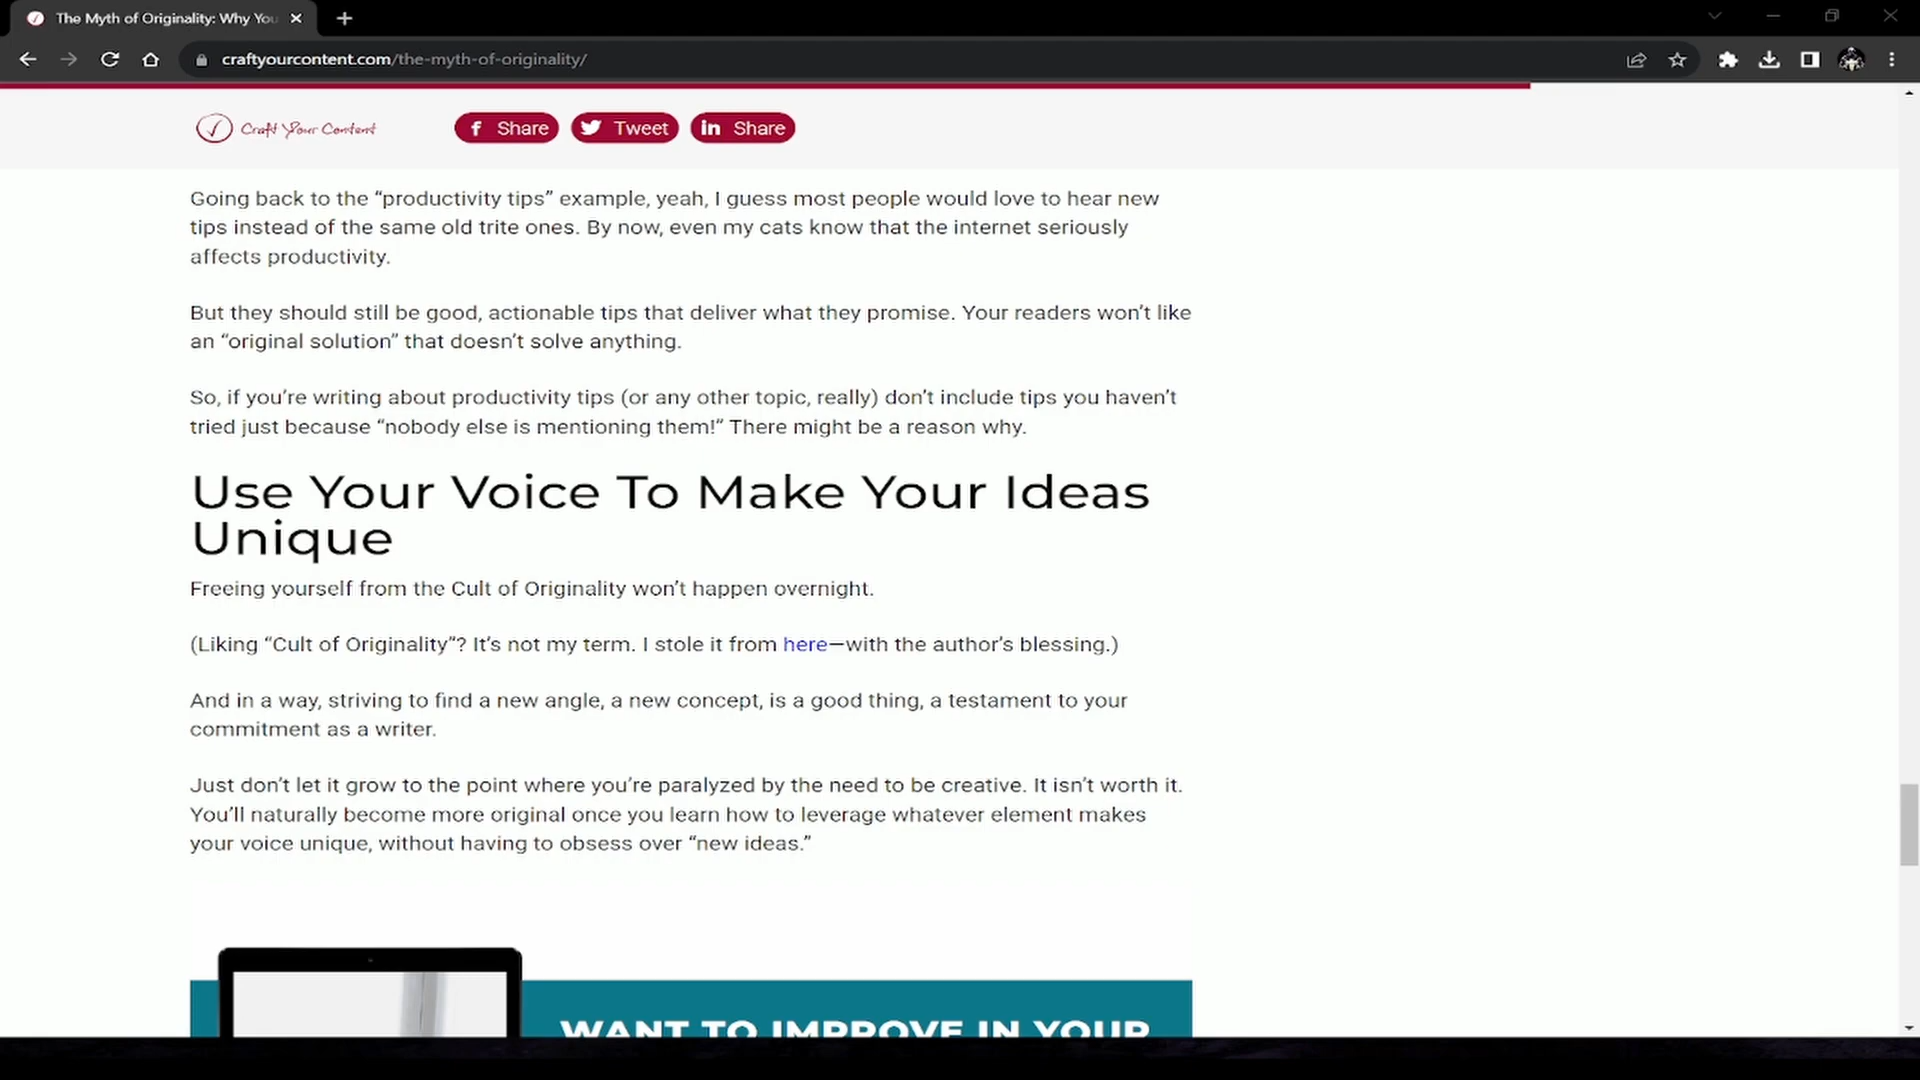 The Myth of Originality: Why You
craftyourcontent.com/the-myth-of-originality/
Craft Your Content
Share
Tweet
Share
Going back to the “productivity tips” example, yeah, I guess most people would love to hear new
tips instead of the same old trite ones. By now, even my cats know that the internet seriously
affects productivity.
But they should still be good, actionable tips that deliver what they promise. Your readers won’t like
an “original solution” that doesn’t solve anything.
So, if you’re writing about productivity tips (or any other topic, really) don’t include tips you haven’t
tried just because “nobody else is mentioning them!” There might be a reason why.
Use Your Voice To Make Your Ideas
Unique
Freeing yourself from the Cult of Originality won’t happen overnight.
(Liking “Cult of Originality”? It’s not my term. I stole it from here—with the author’s blessing.)
And in a way, striving to find a new angle, a new concept, is a good thing, a testament to your
commitment as a writer.
Just don’t let it grow to the point where you’re paralyzed by the need to be creative. It isn’t worth it.
You’ll naturally become more original once you learn how to leverage whatever element makes
your voice unique, without having to obsess over “new ideas.”
WANT TO IMPROVE IN YOUR